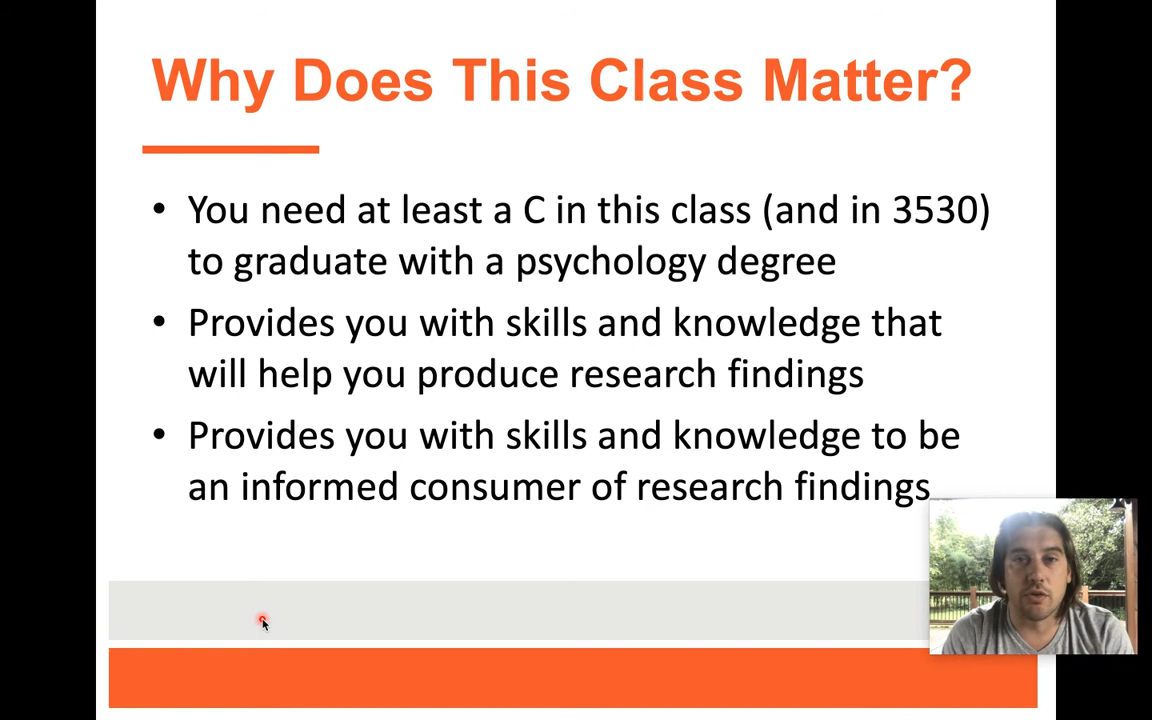 Why Does This Class Matter?
• You need at least a C in this class (and in 3530)
to graduate with a psychology degree
• Provides you with skills and knowledge that
will help you produce research findings
• Provides you with skills and knowledge to be
an informed consumer of research findings